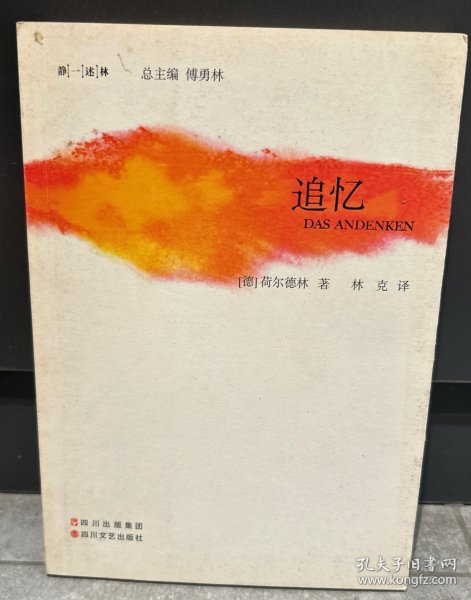 静 一 述 林 总主编 傅勇林
追忆
DAS ANDENKEN
[德]荷尔德林 著 林 克 译
四川出版集团
四川文艺出版社
孔夫子旧书网
www.kongfz.com